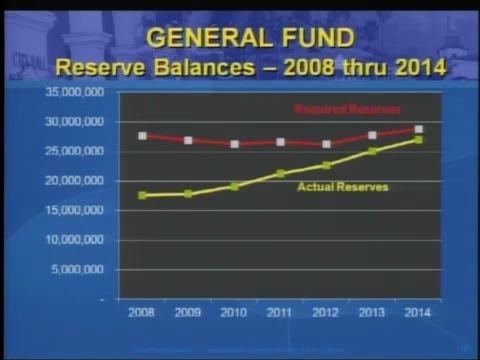 GENERAL FUND
Reserve Balances – 2008 thru 2014
CITY HALL
35,000,000
30,000,000
25,000,000
20,000,000
15,000,000
10,000,000
5,000,000
-
Required Reserves
Actual Reserves
2008 2009 2010 2011 2012 2013 2014